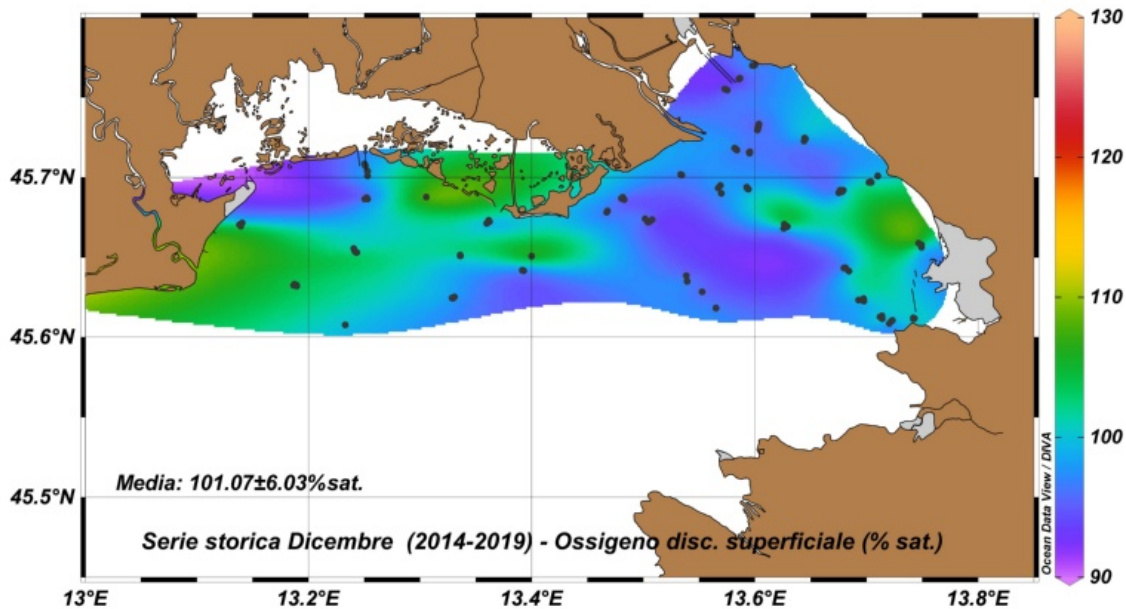 130
120
110
100
90
45.7°N
45.6°N
45.5°N
Media: 101.07±6.03%sat.
Serie storica Dicembre (2014-2019) - Ossigeno disc. superficiale (% sat.)
Ocean Data View / DIVA
13°E 13.2°E 13.4°E 13.6°E 13.8°E